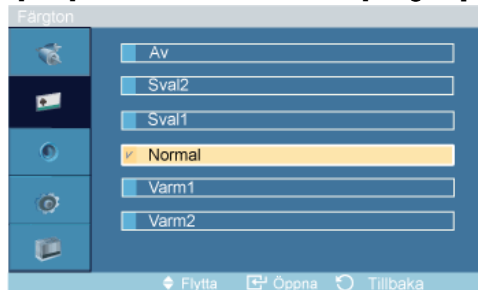 Färgton
Av
Sval2
Sval1
Normal
Varm1
Varm2
Flytta Öppna Tillbaka